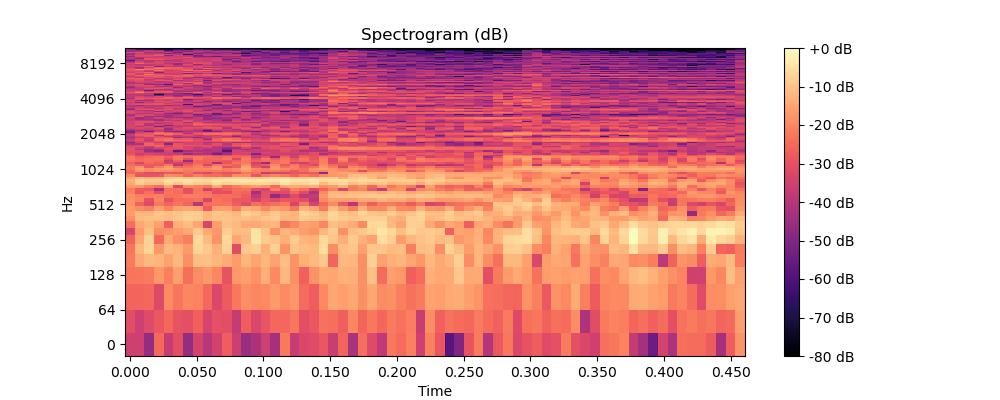 Spectrogram (dB)
Hz
8192
4096
2048
1024
512
256
128
64
0
0.000 0.050 0.100 0.150 0.200 0.250 0.300 0.350 0.400 0.450
Time
+0 dB
-10 dB
-20 dB
-30 dB
-40 dB
-50 dB
-60 dB
-70 dB
-80 dB